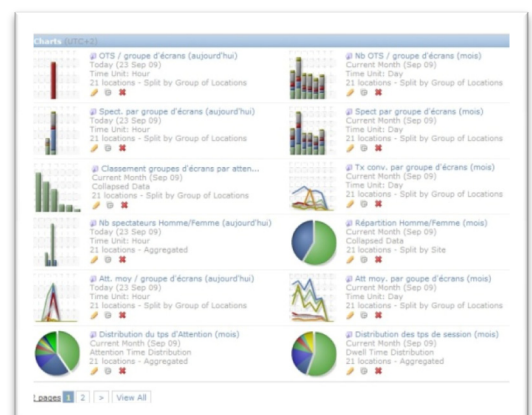 Charts (UTC+2)
OTS / groupe d'écrans (aujourd'hui)
Today (23 Sep 09)
Time Unit: Hour
21 locations - Split by Group of Locations
Nb OTS / groupe d'écrans (mois)
Current Month (Sep 09)
Time Unit: Day
21 locations - Split by Group of Locations
Spect. par groupe d'écrans (aujourd'hui)
Today (23 Sep 09)
Time Unit: Hour
21 locations - Split by Group of Locations
Spect par groupe d'écrans (mois)
Current Month (Sep 09)
Time Unit: Day
21 locations - Split by Group of Locations
Classement groupes d'écrans par atten...
Current Month (Sep 09)
Collapsed Data
21 locations - Split by Group of Locations
Tx conv. par groupe d'écrans (mois)
Current Month (Sep 09)
Time Unit: Day
21 locations - Split by Group of Locations
Nb spectateurs Homme/Femme (aujourd'hui)
Today (23 Sep 09)
Time Unit: Hour
21 locations - Aggregated
Répartition Homme/Femme (mois)
Current Month (Sep 09)
Collapsed Data
21 locations - Split by Site
Att. moy / groupe d'écrans (aujourd'hui)
Today (23 Sep 09)
Time Unit: Hour
21 locations - Split by Group of Locations
Att moy. par goupe d'écrans (mois)
Current Month (Sep 09)
Time Unit: Day
21 locations - Split by Group of Locations
Distribution du tps d'Attention (mois)
Current Month (Sep 09)
Attention Time Distribution
21 locations - Aggregated
Distribution des tps de session (mois)
Current Month (Sep 09)
Dwell Time Distribution
21 locations - Aggregated
pages 1 2 > View All